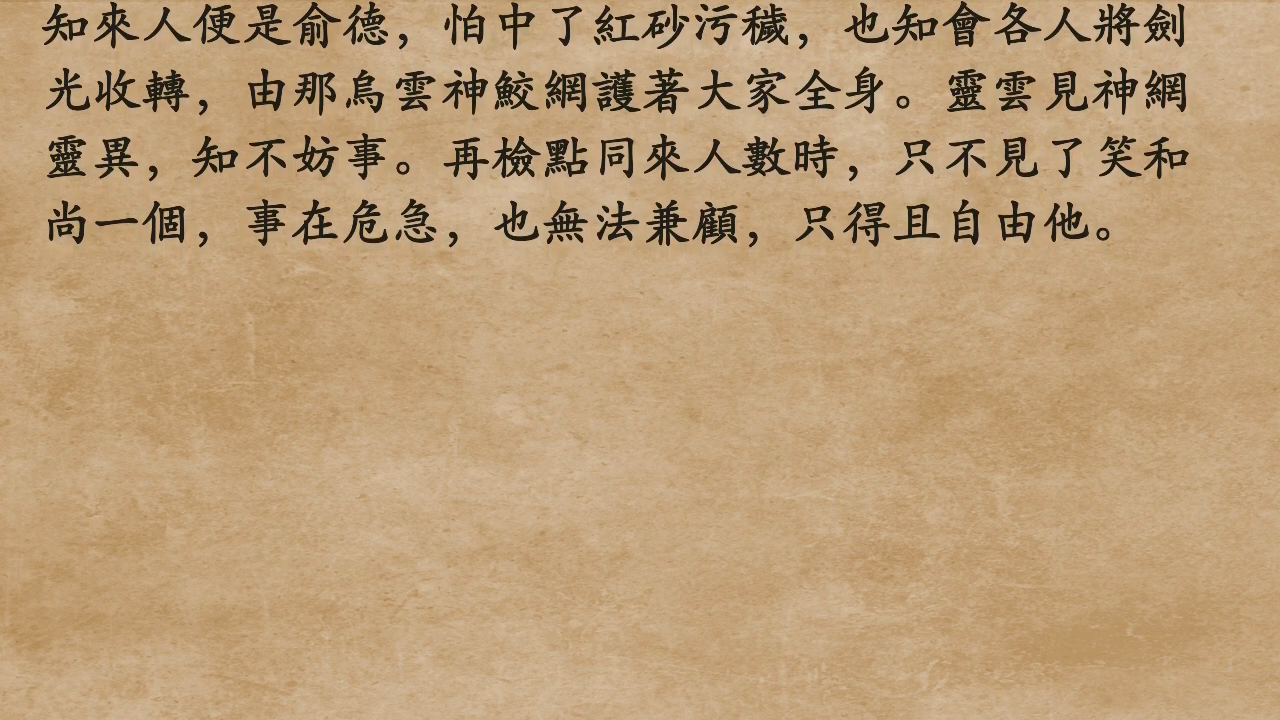 知來人便是俞德，怕中了紅砂污穢，也知會各人將劍
光收轉，由那烏雲神鮫網護著大家全身。靈雲見神網
靈異，知不妨事。再檢點同來人數時，只不見了笑和
尚一個，事在危急，也無法兼顧，只得且自由他。